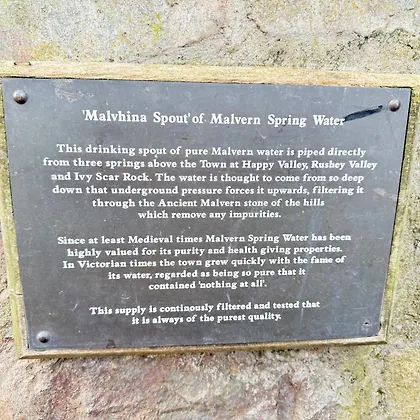 'Malvhina Spout' of Malvern Spring Water
This drinking spout of pure Malvern water is piped directly
from three springs above the Town at Happy Valley, Rushey Valley
and Ivy Scar Rock. The water is thought to come from so deep
down that underground pressure forces it upwards, filtering it
through the Ancient Malvern stone of the hills
which remove any impurities.
Since at least Medieval times Malvern Spring Water has been
highly valued for its purity and health giving properties.
In Victorian times the town grew quickly with the fame of
its water, regarded as being so pure that it
contained 'nothing at all'.
This supply is continously filtered and tested that
it is always of the purest quality.